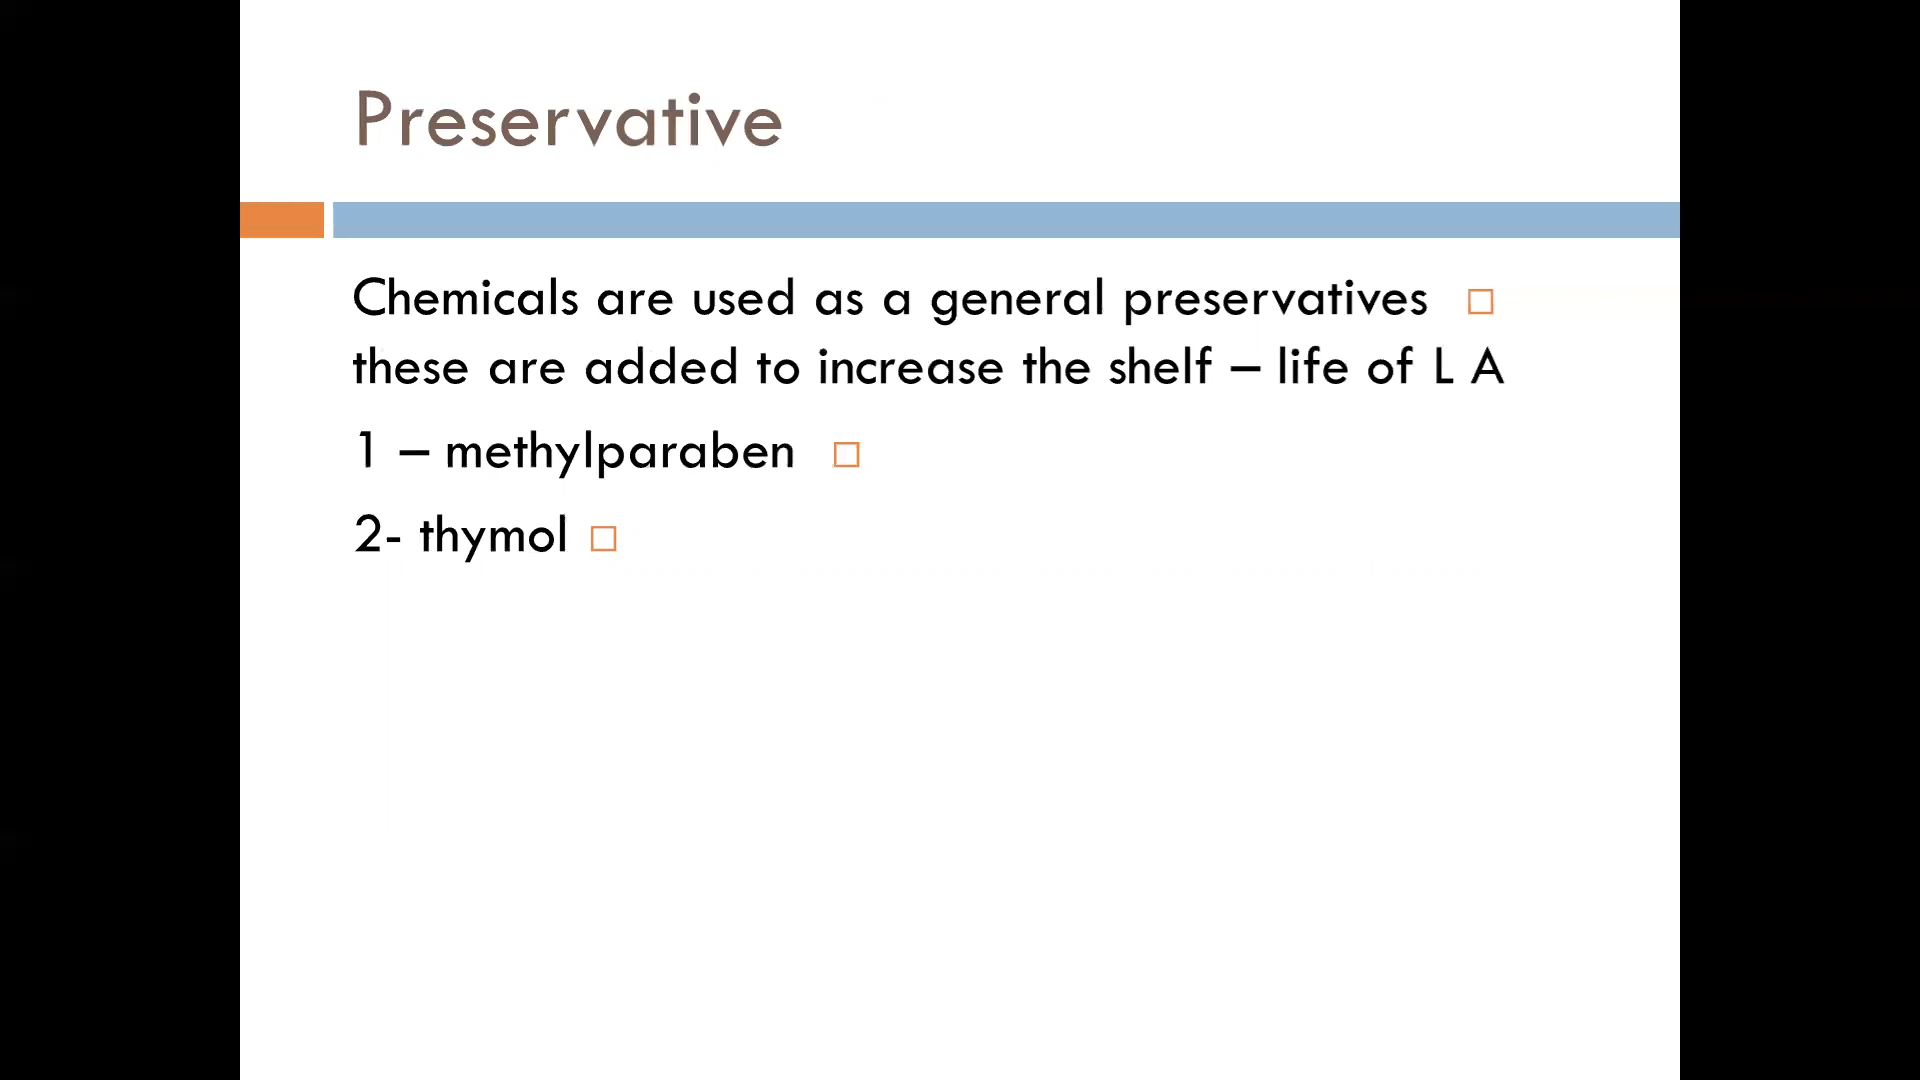 Preservative
Chemicals are used as a general preservatives
these are added to increase the shelf – life of L A
1 – methylparaben
2- thymol